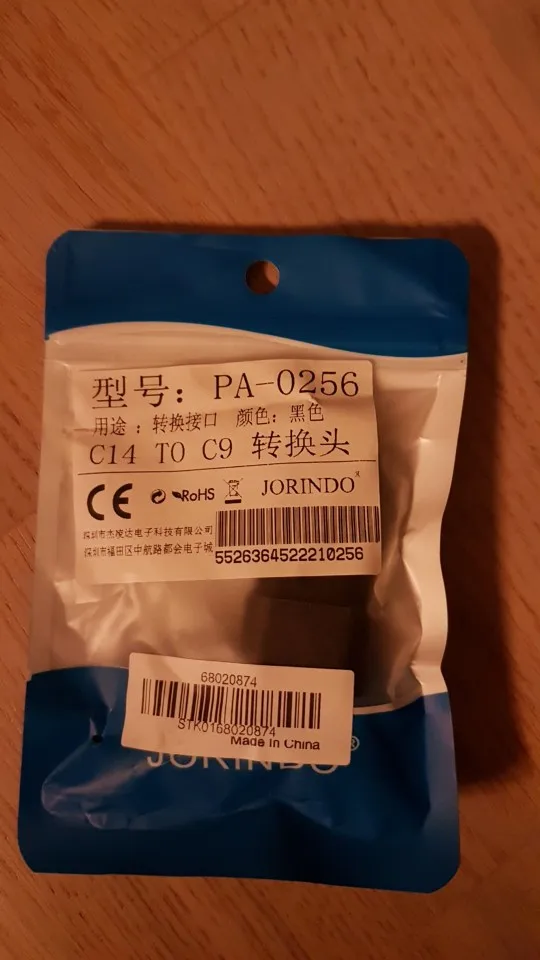 型号：PA-0256
用途：转换接口 颜色：黑色
C14 TO C9 转换头
CE RoHS JORINDO®
深圳市杰凌达电子科技有限公司
深圳市福田区中航路都会电子城
5526364522210256
68020874
STK0168020874
Made in China
JORINDO®